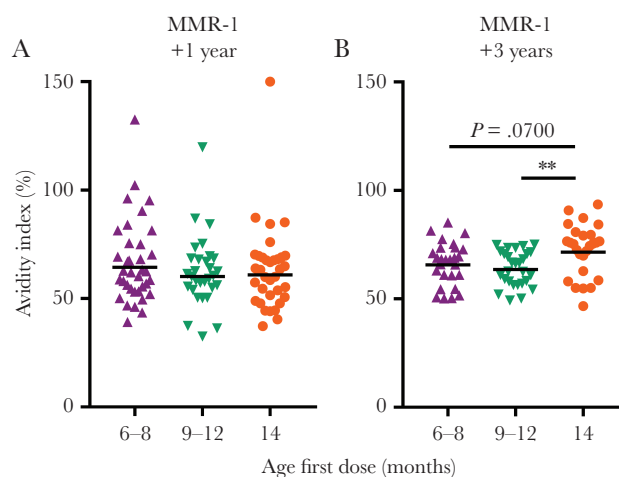 MMR-1
+1 year
A
MMR-1
+3 years
B
150
100
50
0
Avidity index (%)
6–8
9–12
14
150
100
50
0
P = .0700
**
6–8
9–12
14
Age first dose (months)